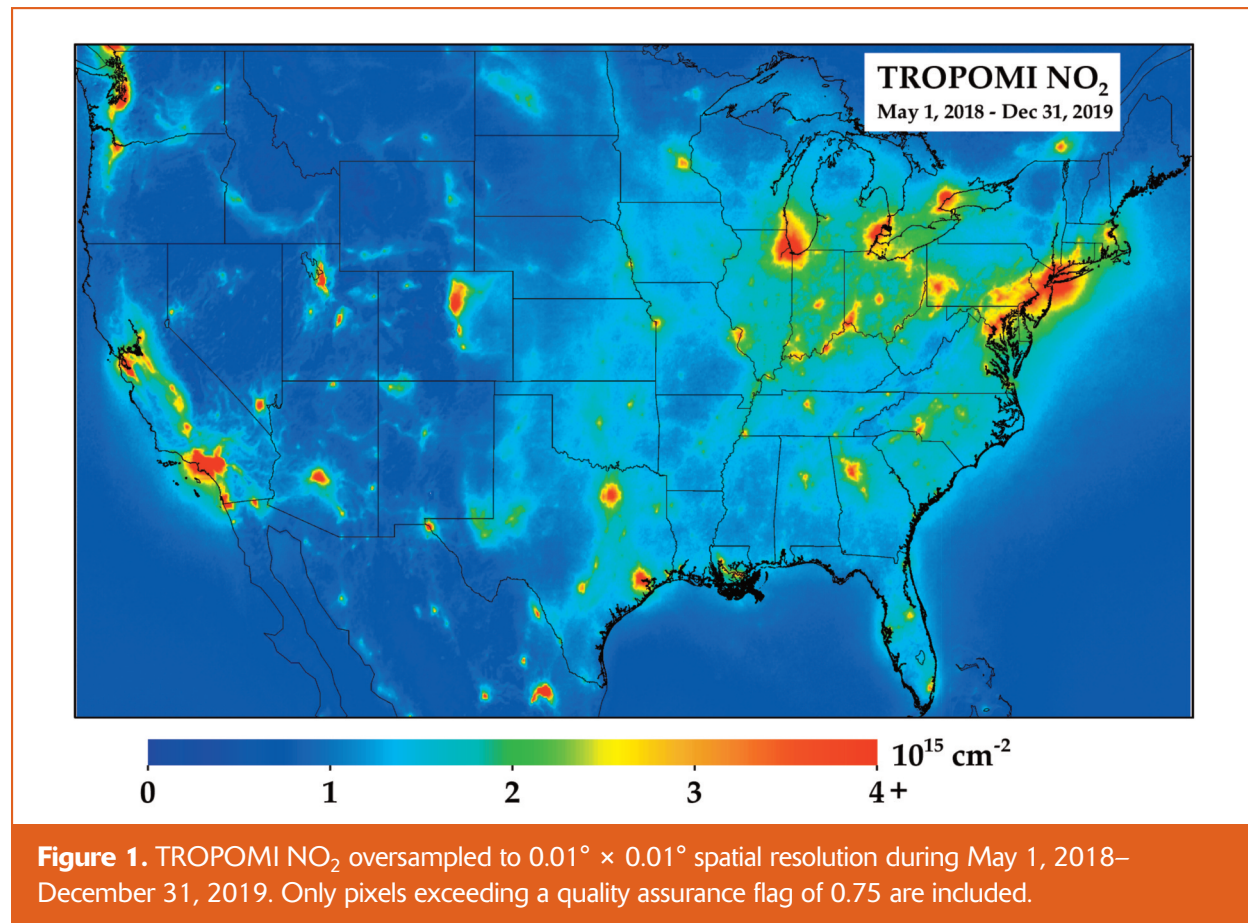 TROPOMI NO₂
May 1, 2018 - Dec 31, 2019
10¹⁵ cm⁻²
0 1 2 3 4 +
Figure 1. TROPOMI NO₂ oversampled to 0.01° × 0.01° spatial resolution during May 1, 2018–
December 31, 2019. Only pixels exceeding a quality assurance flag of 0.75 are included.